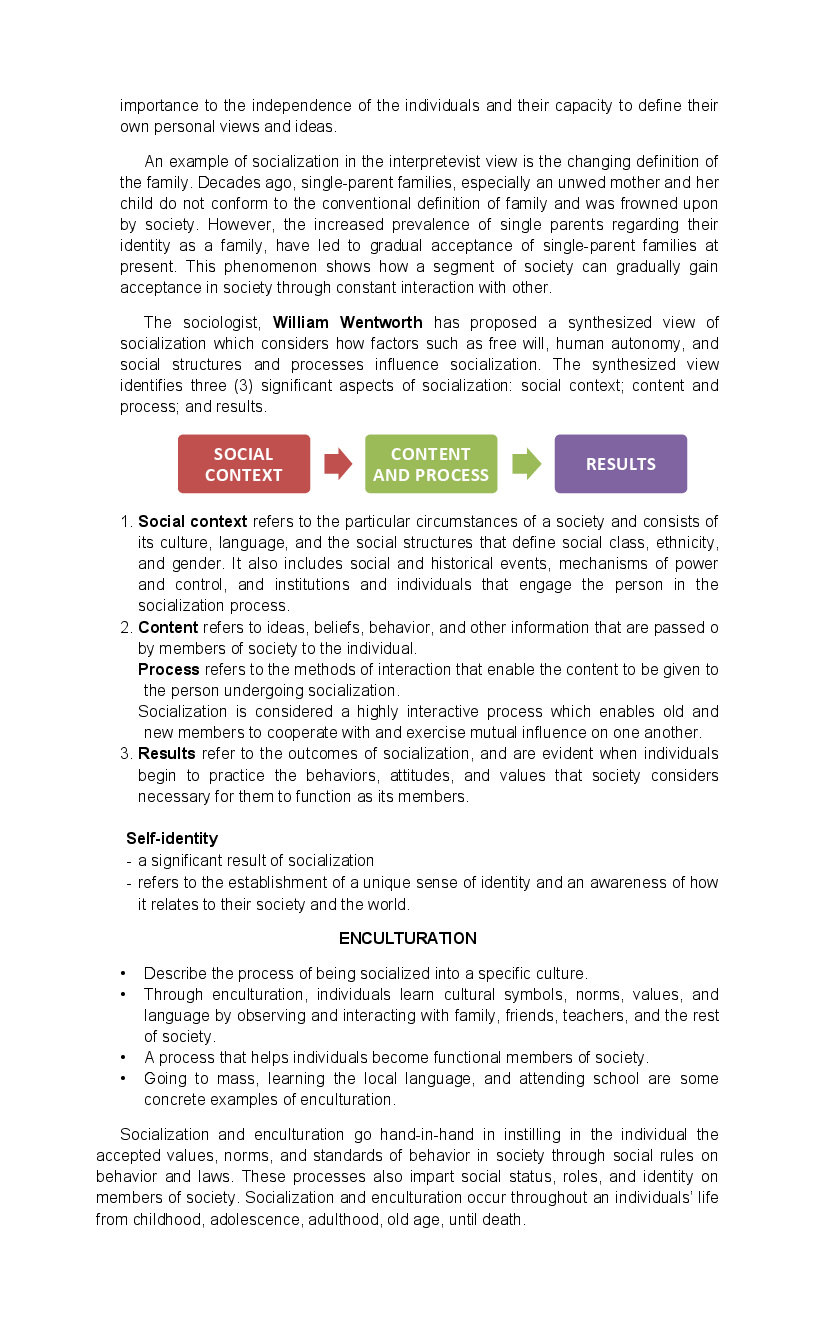 importance to the independence of the individuals and their capacity to define their
own personal views and ideas.
An example of socialization in the interpretevist view is the changing definition of
the family. Decades ago, single-parent families, especially an unwed mother and her
child do not conform to the conventional definition of family and was frowned upon
by society. However, the increased prevalence of single parents regarding their
identity as a family, have led to gradual acceptance of single-parent families at
present. This phenomenon shows how a segment of society can gradually gain
acceptance in society through constant interaction with other.
The sociologist, William Wentworth has proposed a synthesized view of
socialization which considers how factors such as free will, human autonomy, and
social structures and processes influence socialization. The synthesized view
identifies three (3) significant aspects of socialization: social context; content and
process; and results.
SOCIAL
CONTEXT
CONTENT
AND PROCESS
RESULTS
1. Social context refers to the particular circumstances of a society and consists of
its culture, language, and the social structures that define social class, ethnicity,
and gender. It also includes social and historical events, mechanisms of power
and control, and institutions and individuals that engage the person in the
socialization process.
2. Content refers to ideas, beliefs, behavior, and other information that are passed o
by members of society to the individual.
Process refers to the methods of interaction that enable the content to be given to
the person undergoing socialization.
Socialization is considered a highly interactive process which enables old and
new members to cooperate with and exercise mutual influence on one another.
3. Results refer to the outcomes of socialization, and are evident when individuals
begin to practice the behaviors, attitudes, and values that society considers
necessary for them to function as its members.
Self-identity
- a significant result of socialization
- refers to the establishment of a unique sense of identity and an awareness of how
it relates to their society and the world.
ENCULTURATION
• Describe the process of being socialized into a specific culture.
• Through enculturation, individuals learn cultural symbols, norms, values, and
language by observing and interacting with family, friends, teachers, and the rest
of society.
• A process that helps individuals become functional members of society.
• Going to mass, learning the local language, and attending school are some
concrete examples of enculturation.
Socialization and enculturation go hand-in-hand in instilling in the individual the
accepted values, norms, and standards of behavior in society through social rules on
behavior and laws. These processes also impart social status, roles, and identity on
members of society. Socialization and enculturation occur throughout an individuals' life
from childhood, adolescence, adulthood, old age, until death.